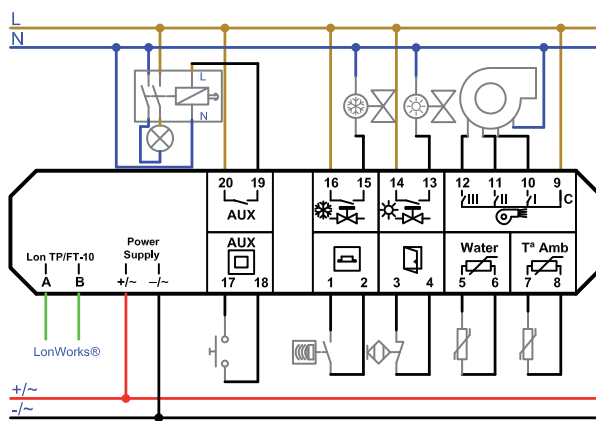 L
N
L
N
20 19 16 15 14 13 12 11 10 9
III II I C
AUX
Lon TP/FT-10 Power Supply AUX Water Tª Amb
A B +/~ –/~ 17 18 1 2 3 4 5 6 7 8
LonWorks®
+/~
-/~